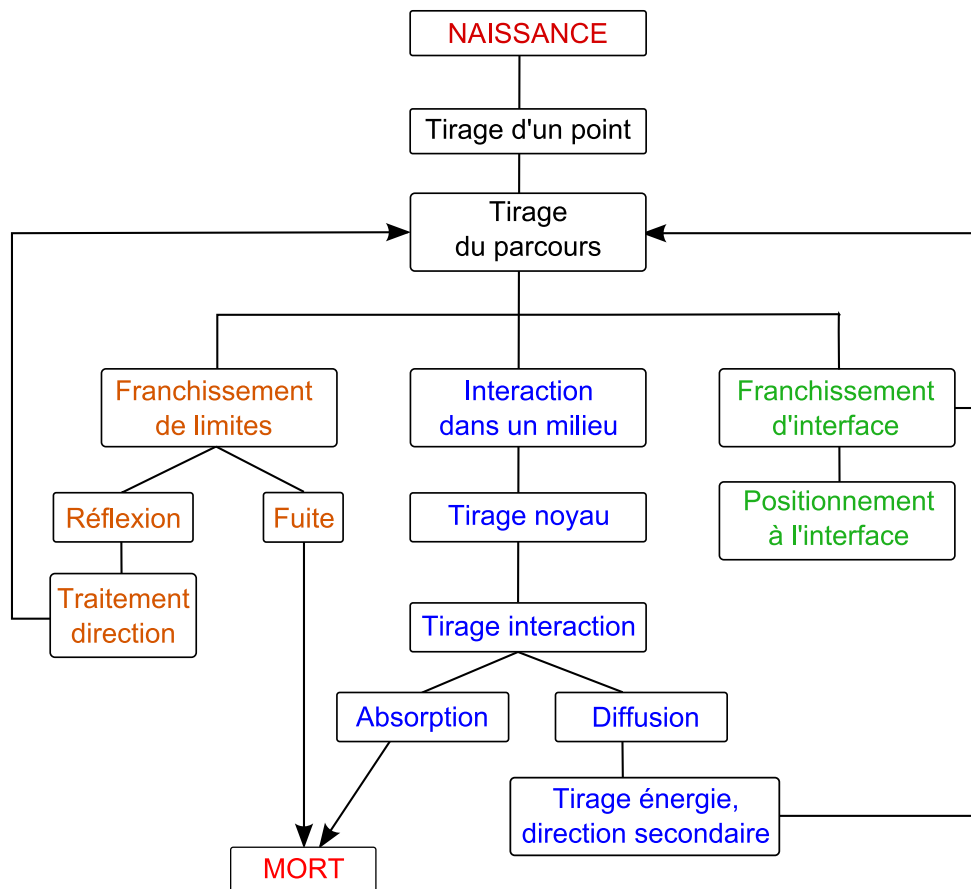 NAISSANCE
Tirage d'un point
Tirage
du parcours
Franchissement
de limites
Interaction
dans un milieu
Franchissement
d'interface
Réflexion
Fuite
Tirage noyau
Positionnement
à l'interface
Traitement
direction
Tirage interaction
Absorption
Diffusion
Tirage énergie,
direction secondaire
MORT